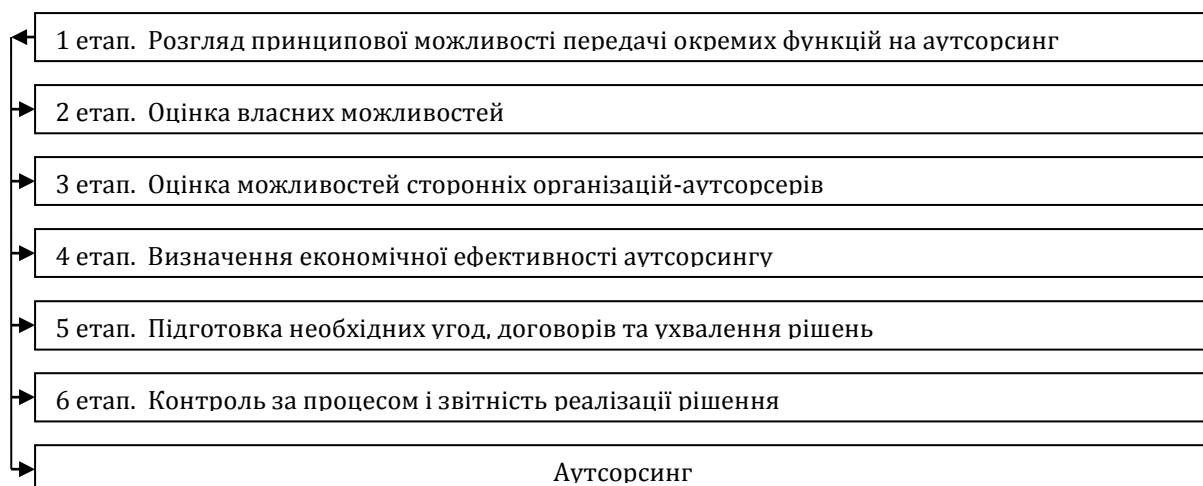 1 етап. Розгляд принципової можливості передачі окремих функцій на аутсорсинг
2 етап. Оцінка власних можливостей
3 етап. Оцінка можливостей сторонніх організацій-аутсорсерів
4 етап. Визначення економічної ефективності аутсорсингу
5 етап. Підготовка необхідних угод, договорів та ухвалення рішень
6 етап. Контроль за процесом і звітність реалізації рішення
Аутсорсинг